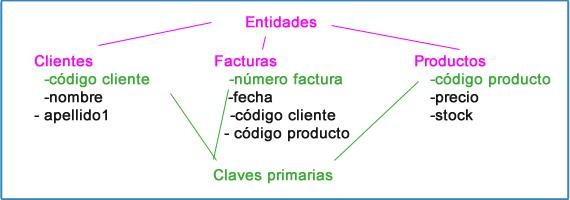 Entidades
Clientes
-código cliente
-nombre
- apellido1
Facturas
-número factura
-fecha
-código cliente
- código producto
Productos
-código producto
-precio
-stock
Claves primarias